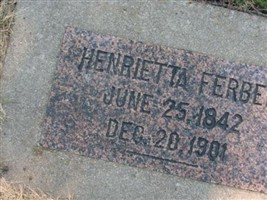 HENRIETTA FERBE
JUNE 25, 1842
DEC. 20, 1901